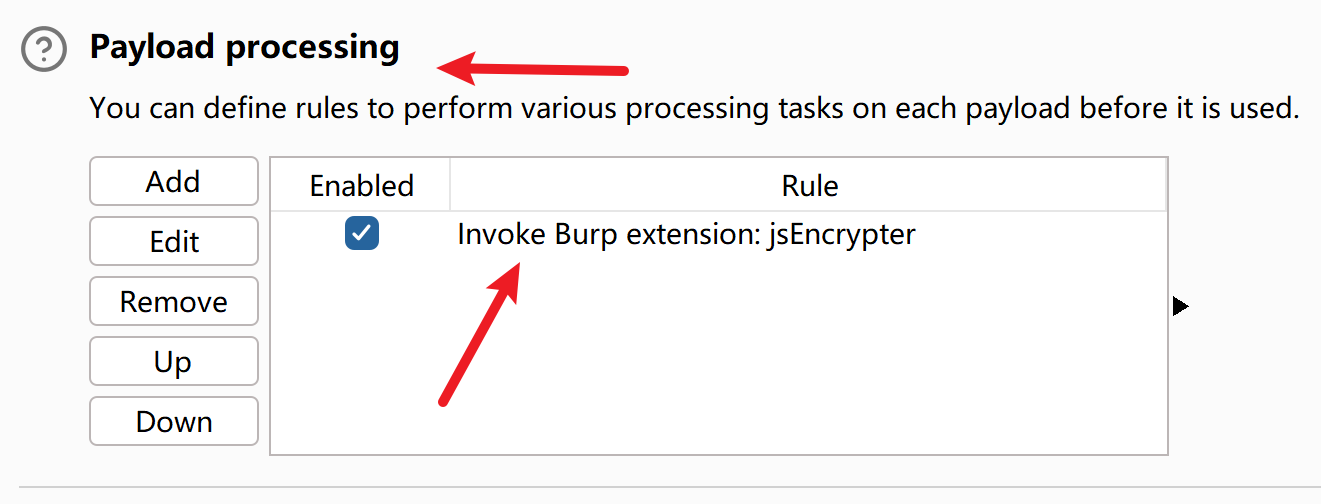 Payload processing
You can define rules to perform various processing tasks on each payload before it is used.
Add
Edit
Remove
Up
Down
Enabled Rule
Invoke Burp extension: jsEncrypter